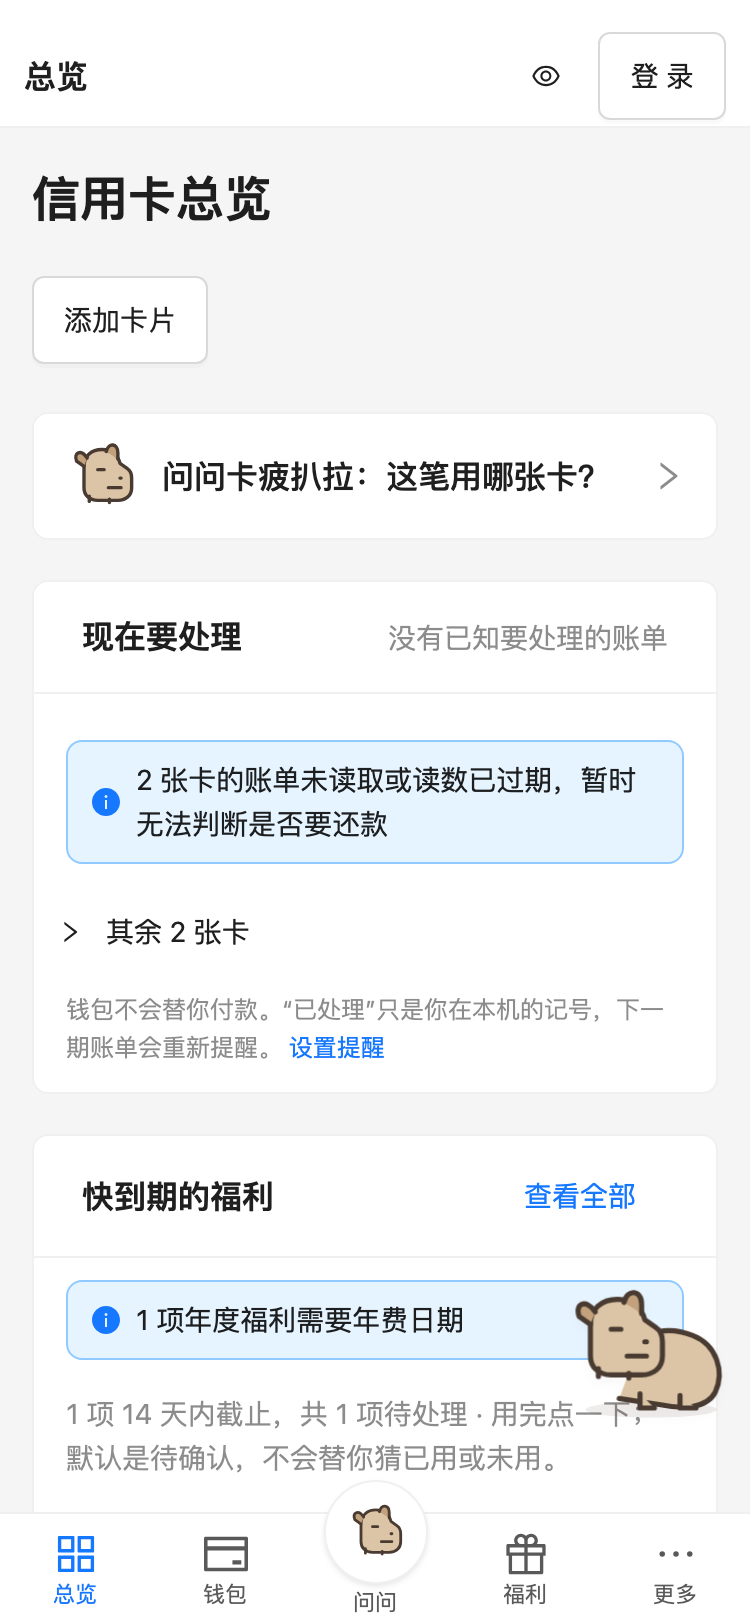 总览
登 录
信用卡总览
添加卡片
问问卡疲扒拉：这笔用哪张卡?
现在要处理
没有已知要处理的账单
2 张卡的账单未读取或读数已过期，暂时
无法判断是否要还款
其余 2 张卡
钱包不会替你付款。“已处理”只是你在本机的记号，下一
期账单会重新提醒。 设置提醒
快到期的福利
查看全部
1 项年度福利需要年费日期
1 项 14 天内截止，共 1 项待处理 · 用完点一下，
默认是待确认，不会替你猜已用或未用。
总览
钱包
问问
福利
更多